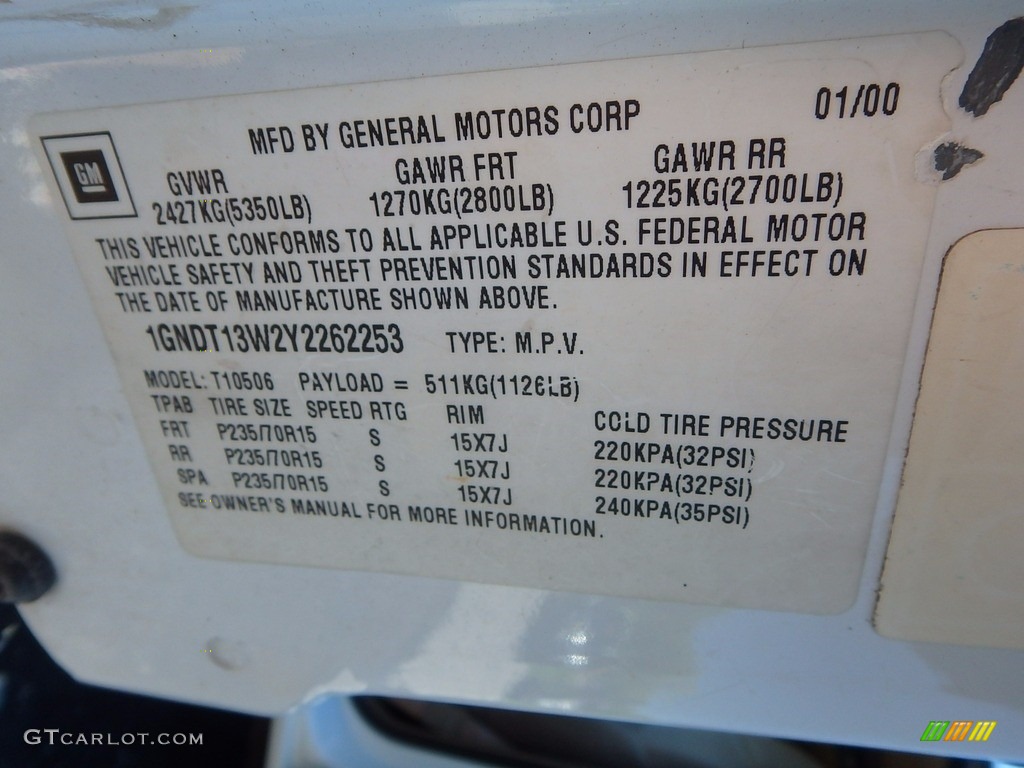 MFD BY GENERAL MOTORS CORP 01/00
GM
GVWR GAWR FRT GAWR RR
2427KG(5350LB) 1270KG(2800LB) 1225KG(2700LB)
THIS VEHICLE CONFORMS TO ALL APPLICABLE U.S. FEDERAL MOTOR
VEHICLE SAFETY AND THEFT PREVENTION STANDARDS IN EFFECT ON
THE DATE OF MANUFACTURE SHOWN ABOVE.
1GNDT13W2Y2262253 TYPE: M.P.V.
MODEL: T10506 PAYLOAD = 511KG(1126LB)
TPAB TIRE SIZE SPEED RTG RIM COLD TIRE PRESSURE
FRT P235/70R15 S 15X7J 220KPA(32PSI)
RR P235/70R15 S 15X7J 220KPA(32PSI)
SPA P235/70R15 S 15X7J 240KPA(35PSI)
SEE OWNER'S MANUAL FOR MORE INFORMATION.
GTCARLOT.COM